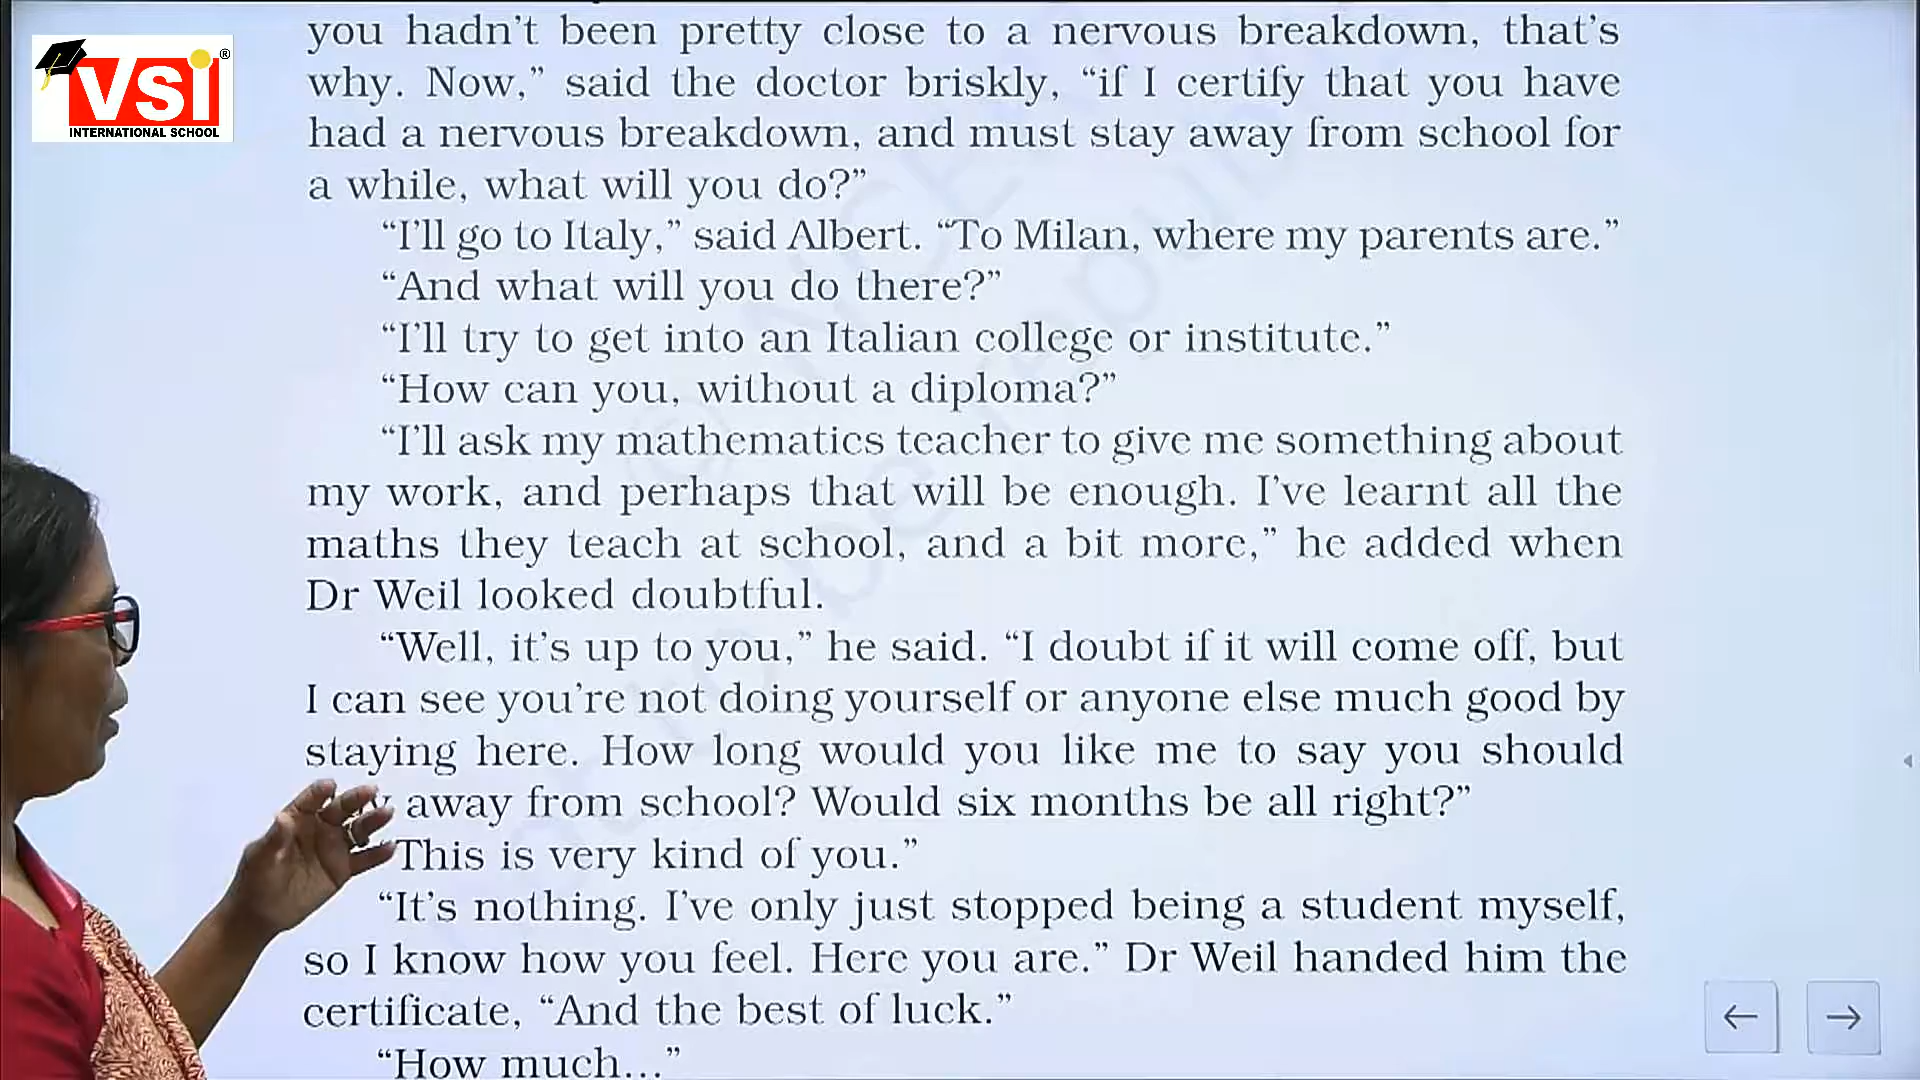 you hadn't been pretty close to a nervous breakdown, that's
why. Now,” said the doctor briskly, “if I certify that you have
had a nervous breakdown, and must stay away from school for
a while, what will you do?”
“I'll go to Italy,” said Albert. “To Milan, where my parents are.”
“And what will you do there?”
“I'll try to get into an Italian college or institute.”
“How can you, without a diploma?”
“I'll ask my mathematics teacher to give me something about
my work, and perhaps that will be enough. I've learnt all the
maths they teach at school, and a bit more,” he added when
Dr Weil looked doubtful.
“Well, it's up to you,” he said. “I doubt if it will come off, but
I can see you're not doing yourself or anyone else much good by
staying here. How long would you like me to say you should
away from school? Would six months be all right?”
“This is very kind of you.”
“It's nothing. I've only just stopped being a student myself,
so I know how you feel. Here you are.” Dr Weil handed him the
certificate, “And the best of luck.”
“How much...”
VSI
INTERNATIONAL SCHOOL